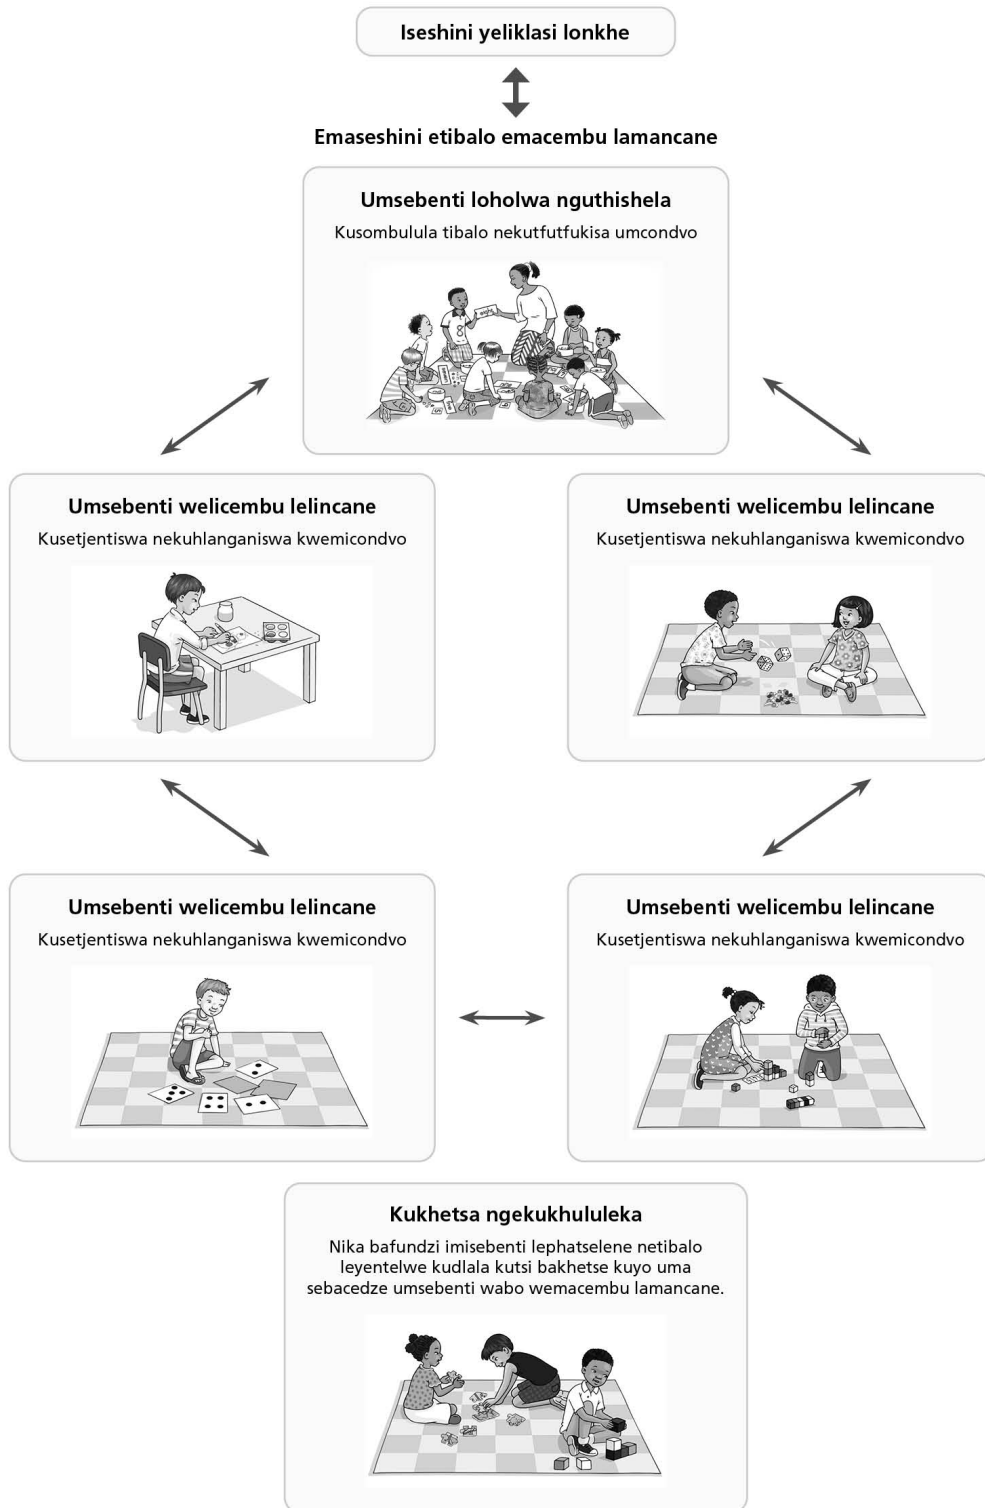 Iseshini yeliklasi lonkhe
Emaseshini etibalo emacembu lamancane
Umsebenti loholwa nguthishela
Kusombulula tibalo nekutfutfukisa umcondvo
Umsebenti welicembu lelincane
Kusetjentiswa nekuhlanganiswa kwemicondvo
Umsebenti welicembu lelincane
Kusetjentiswa nekuhlanganiswa kwemicondvo
Umsebenti welicembu lelincane
Kusetjentiswa nekuhlanganiswa kwemicondvo
Umsebenti welicembu lelincane
Kusetjentiswa nekuhlanganiswa kwemicondvo
Kukhetsa ngekukhululeka
Nika bafundzi imisebenti lephatselene netibalo
leyentelwe kudlala kutsi bakhetse kuyo uma
sebacedze umsebenti wabo wemacembu lamancane.